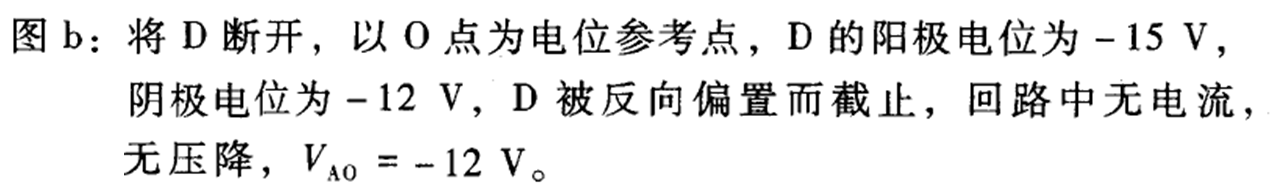 图 b：将 D 断开，以 O 点为电位参考点，D 的阳极电位为 －15 V，
阴极电位为 －12 V，D 被反向偏置而截止，回路中无电流，
无压降，V_AO = －12 V。